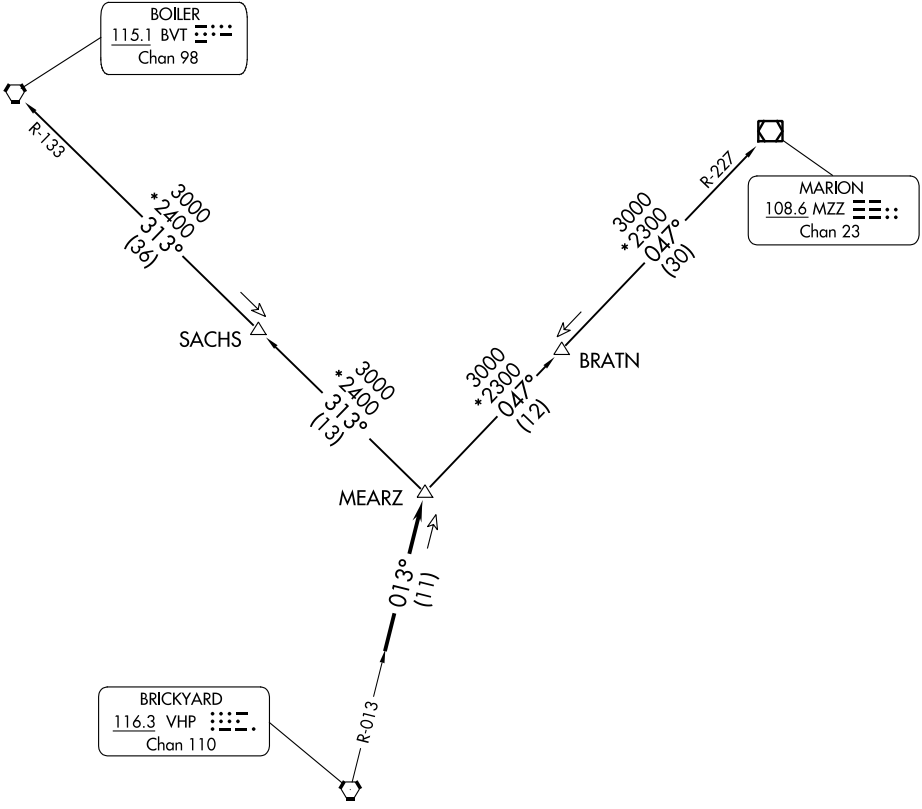 BOILER
115.1 BVT
Chan 98
R-133
3000
*2400
313°
(36)
SACHS
3000
*2400
313°
(13)
MARION
108.6 MZZ
Chan 23
R-227
3000
*2300
047°
(30)
BRATN
3000
*2300
047°
(12)
MEARZ
013°
(11)
R-013
BRICKYARD
116.3 VHP
Chan 110